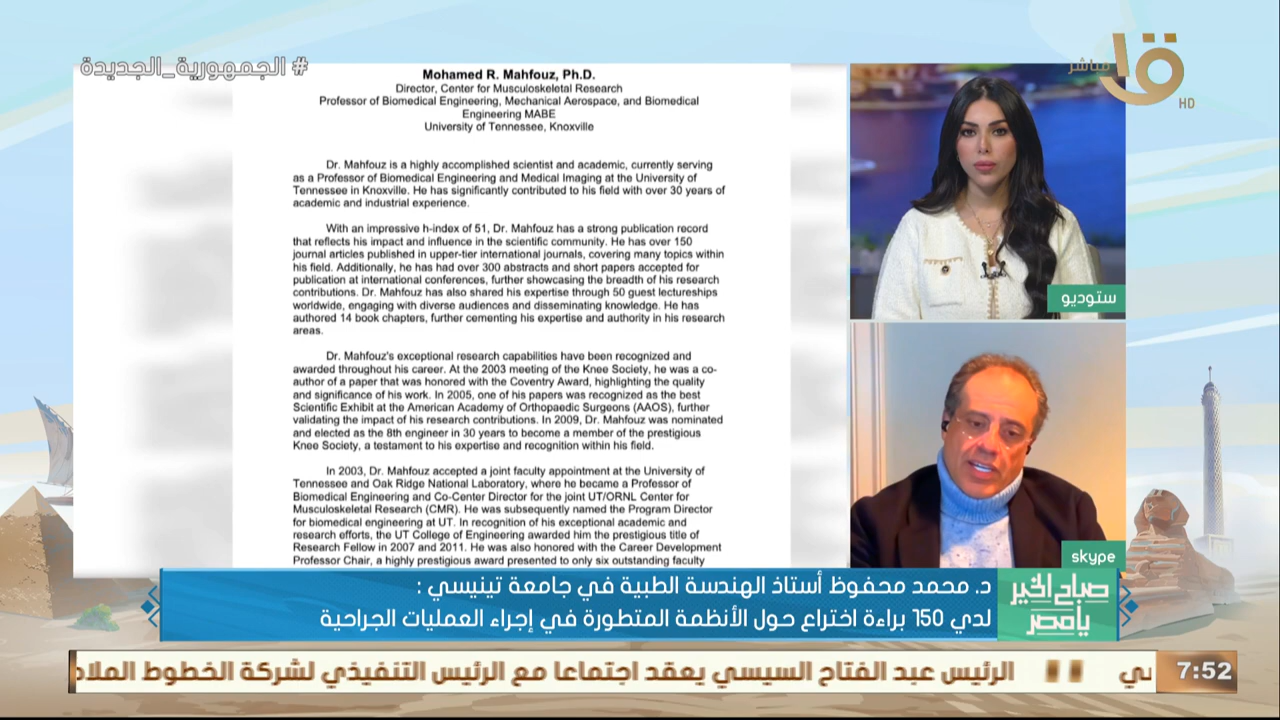 # الجمهورية_الجديدة
مباشر
HD
Mohamed R. Mahfouz, Ph.D.
Director, Center for Musculoskeletal Research
Professor of Biomedical Engineering, Mechanical Aerospace, and Biomedical
Engineering MABE
University of Tennessee, Knoxville
Dr. Mahfouz is a highly accomplished scientist and academic, currently serving
as a Professor of Biomedical Engineering and Medical Imaging at the University of
Tennessee in Knoxville. He has significantly contributed to his field with over 30 years of
academic and industrial experience.
With an impressive h-index of 51, Dr. Mahfouz has a strong publication record
that reflects his impact and influence in the scientific community. He has over 150
journal articles published in upper-tier international journals, covering many topics within
his field. Additionally, he has had over 300 abstracts and short papers accepted for
publication at international conferences, further showcasing the breadth of his research
contributions. Dr. Mahfouz has also shared his expertise through 50 guest lectureships
worldwide, engaging with diverse audiences and disseminating knowledge. He has
authored 14 book chapters, further cementing his expertise and authority in his research
areas.
Dr. Mahfouz's exceptional research capabilities have been recognized and
awarded throughout his career. At the 2003 meeting of the Knee Society, he was a co-
author of a paper that was honored with the Coventry Award, highlighting the quality
and significance of his work. In 2005, one of his papers was recognized as the best
Scientific Exhibit at the American Academy of Orthopaedic Surgeons (AAOS), further
validating the impact of his research contributions. In 2009, Dr. Mahfouz was nominated
and elected as the 8th engineer in 30 years to become a member of the prestigious
Knee Society, a testament to his expertise and recognition within his field.
In 2003, Dr. Mahfouz accepted a joint faculty appointment at the University of
Tennessee and Oak Ridge National Laboratory, where he became a Professor of
Biomedical Engineering and Co-Center Director for the joint UT/ORNL Center for
Musculoskeletal Research (CMR). He was subsequently named the Program Director
for biomedical engineering at UT. In recognition of his exceptional academic and
research efforts, the UT College of Engineering awarded him the prestigious title of
Research Fellow in 2007 and 2011. He was also honored with the Career Development
Professor Chair, a highly prestigious award presented to only six outstanding faculty
ستوديو
skype
صباح الخير
يا مصر
د. محمد محفوظ أستاذ الهندسة الطبية في جامعة تينيسي :
لدي 150 براءة اختراع حول الأنظمة المتطورة في إجراء العمليات الجراحية
الرئيس عبد الفتاح السيسي يعقد اجتماعا مع الرئيس التنفيذي لشركة الخطوط
7:52